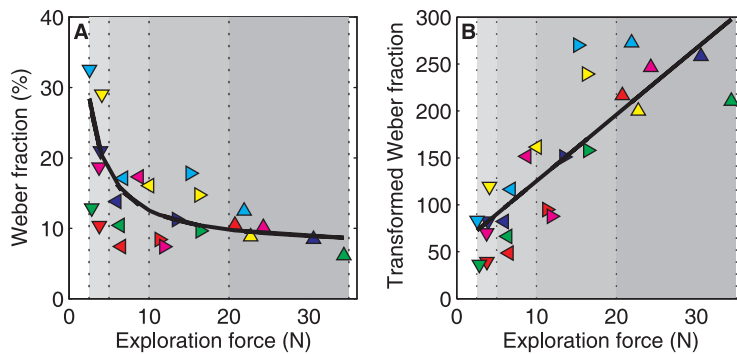 A
40
30
20
10
0
Weber fraction (%)
0 10 20 30
Exploration force (N)
B
300
250
200
150
100
50
0
Transformed Weber fraction
0 10 20 30
Exploration force (N)